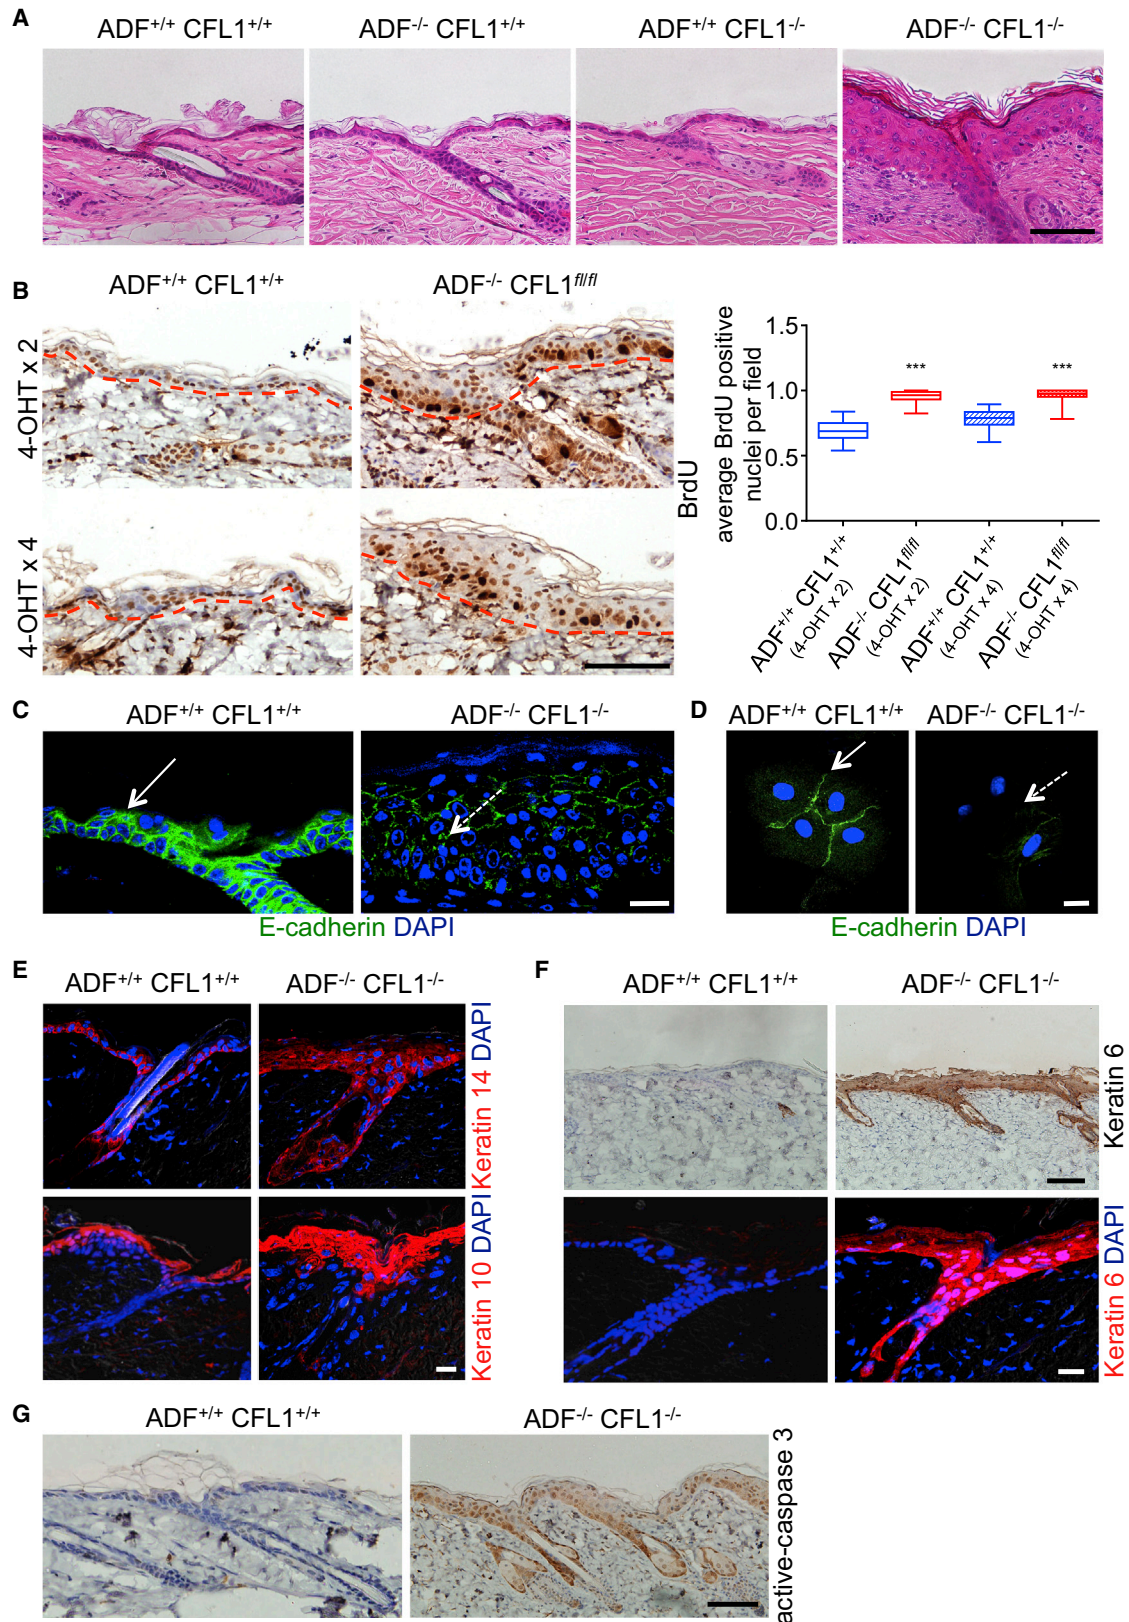 A
ADF+/+ CFL1+/+
ADF-/- CFL1+/+
ADF+/+ CFL1-/-
ADF-/- CFL1-/-
B
ADF+/+ CFL1+/+
ADF-/- CFL1fl/fl
4-OHT x 2
4-OHT x 4
BrdU
average BrdU positive
nuclei per field
1.5
1.0
0.5
0.0
***
***
ADF+/+ CFL1+/+
(4-OHT x 2)
ADF-/- CFL1fl/fl
(4-OHT x 2)
ADF+/+ CFL1+/+
(4-OHT x 4)
ADF-/- CFL1fl/fl
(4-OHT x 4)
C
ADF+/+ CFL1+/+
ADF-/- CFL1-/-
E-cadherin DAPI
D
ADF+/+ CFL1+/+
ADF-/- CFL1-/-
E-cadherin DAPI
E
ADF+/+ CFL1+/+
ADF-/- CFL1-/-
Keratin 14 DAPI
Keratin 10 DAPI
F
ADF+/+ CFL1+/+
ADF-/- CFL1-/-
Keratin 6
Keratin 6 DAPI
G
ADF+/+ CFL1+/+
ADF-/- CFL1-/-
active-caspase 3